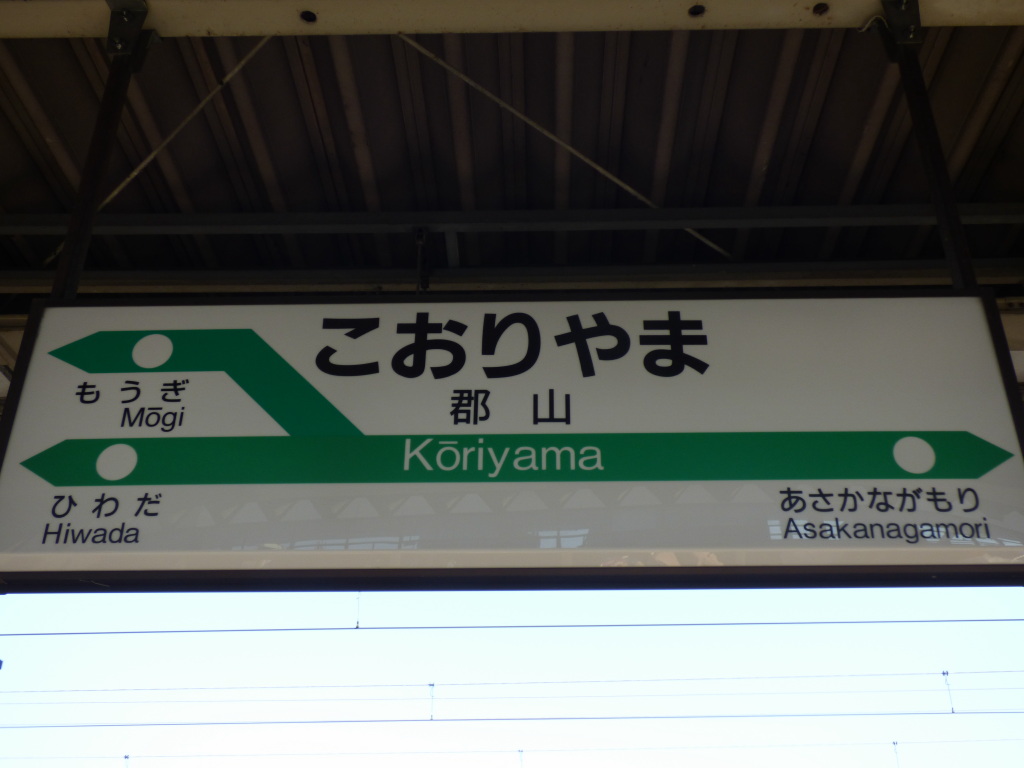 こおりやま
郡山
Kōriyama
もうぎ
Mōgi
ひわだ
Hiwada
あさかながもり
Asakanagamori